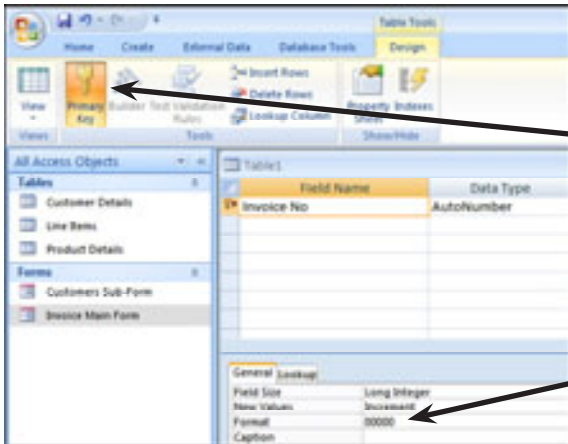 Table Tools
Home Create External Data Database Tools Design
View Primary Key Builder Test Validation Rules Insert Rows Delete Rows Lookup Column Property Sheet Indexes
Views Tools Show/Hide
All Access Objects
Tables
Customer Details
Line Items
Product Details
Forms
Customers Sub-Form
Invoice Main Form
Table1
Field Name Data Type
Invoice No AutoNumber
General Lookup
Field Size Long Integer
New Values Increment
Format 00000
Caption